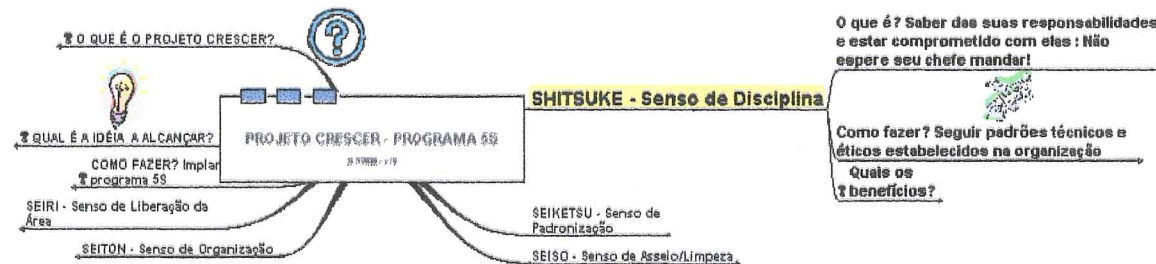 O QUE É O PROJETO CRESCER?
QUAL É A IDÉIA A ALCANÇAR?
COMO FAZER? Implar
programa 5S
SEIRI - Senso de Liberação da
Área
SEITON - Senso de Organização
PROJETO CRESCER - PROGRAMA 5S
SHITSUKE - Senso de Disciplina
O que é? Saber das suas responsabilidades
e estar comprometido com elas : Não
espere seu chefe mandar!
Como fazer? Seguir padrões técnicos e
éticos estabelecidos na organização
Quais os
benefícios?
SEIKETSU - Senso de
Padronização
SEISO - Senso de Asseio/Limpeza